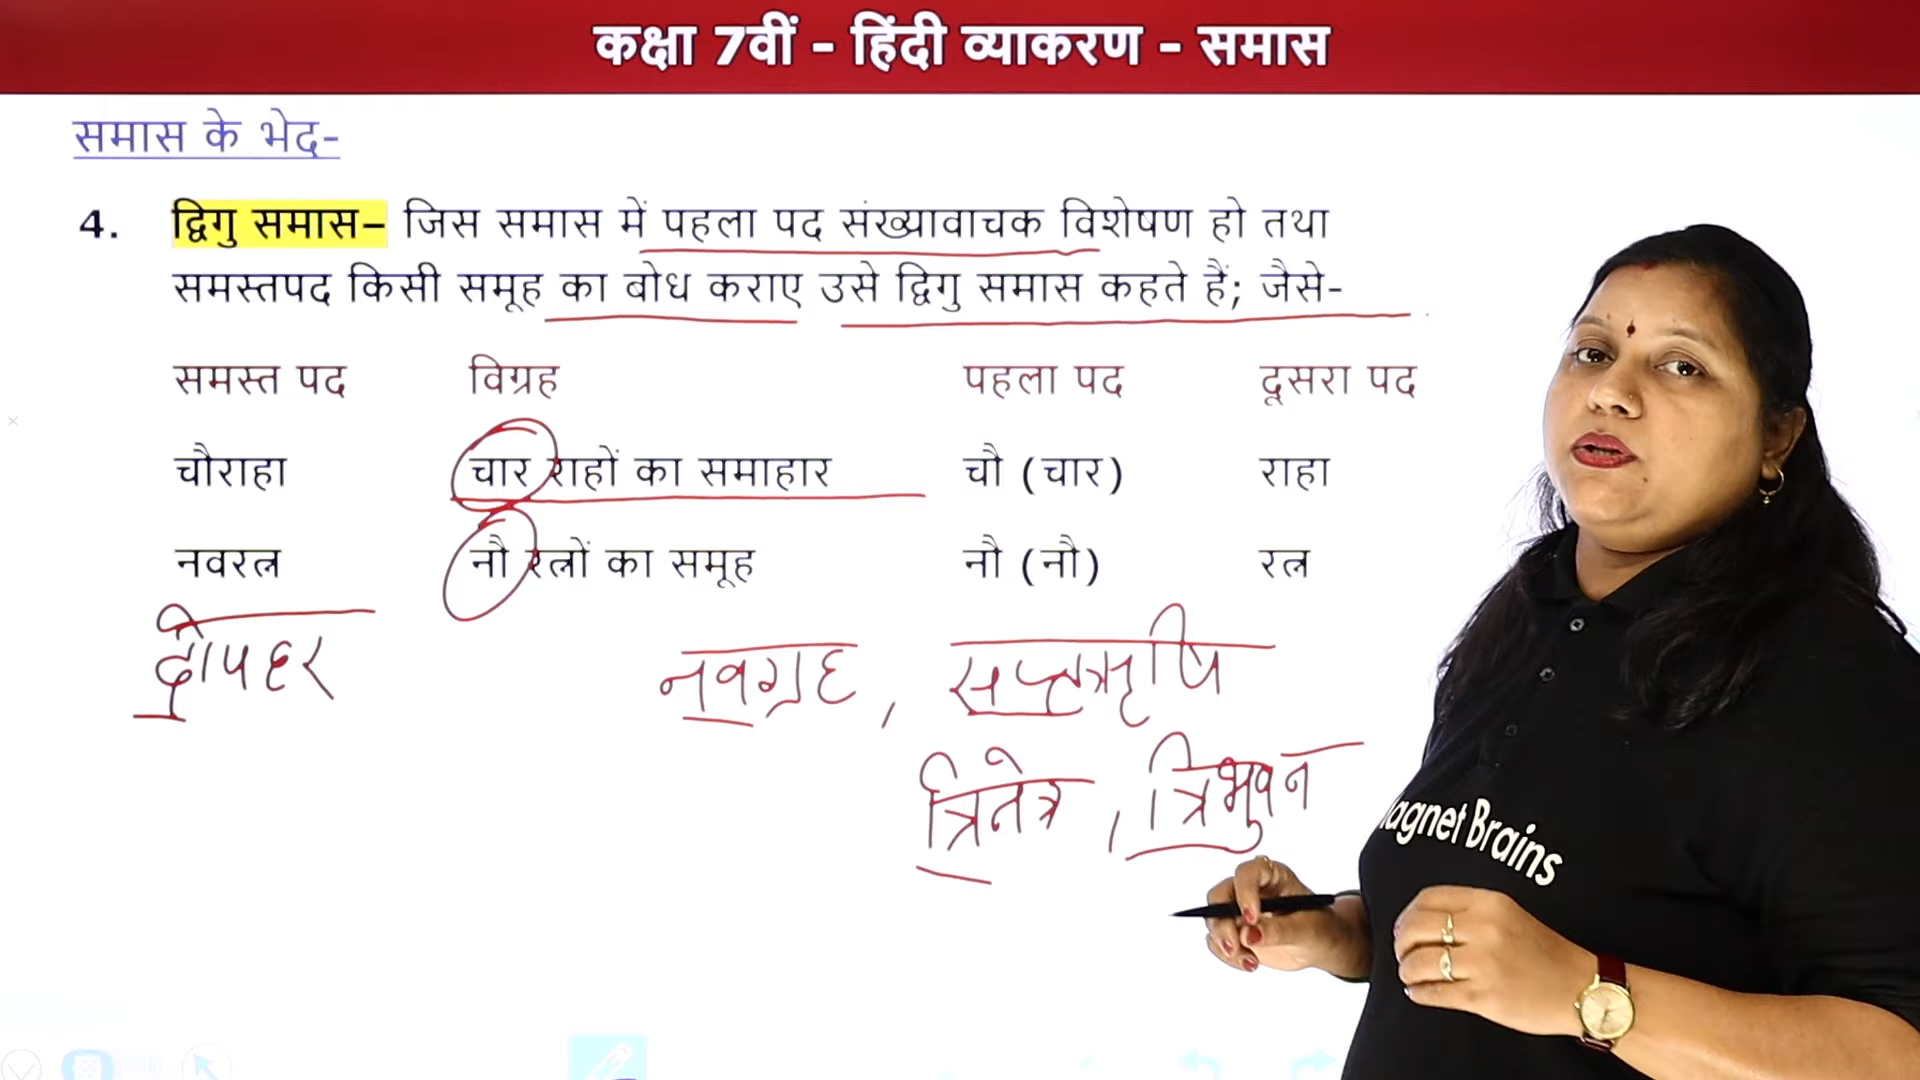 कक्षा 7वीं - हिंदी व्याकरण - समास
समास के भेद-
4. द्विगु समास- जिस समास में पहला पद संख्यावाचक विशेषण हो तथा
समस्तपद किसी समूह का बोध कराए उसे द्विगु समास कहते हैं; जैसे-
समस्त पद विग्रह पहला पद दूसरा पद
चौराहा चार राहों का समाहार चौ (चार) राहा
नवरत्न नौ रत्नों का समूह नौ (नौ) रत्न
दोपहर नवग्रह, सप्तऋषि
त्रिनेत्र, त्रिभुवन
agnet Brains